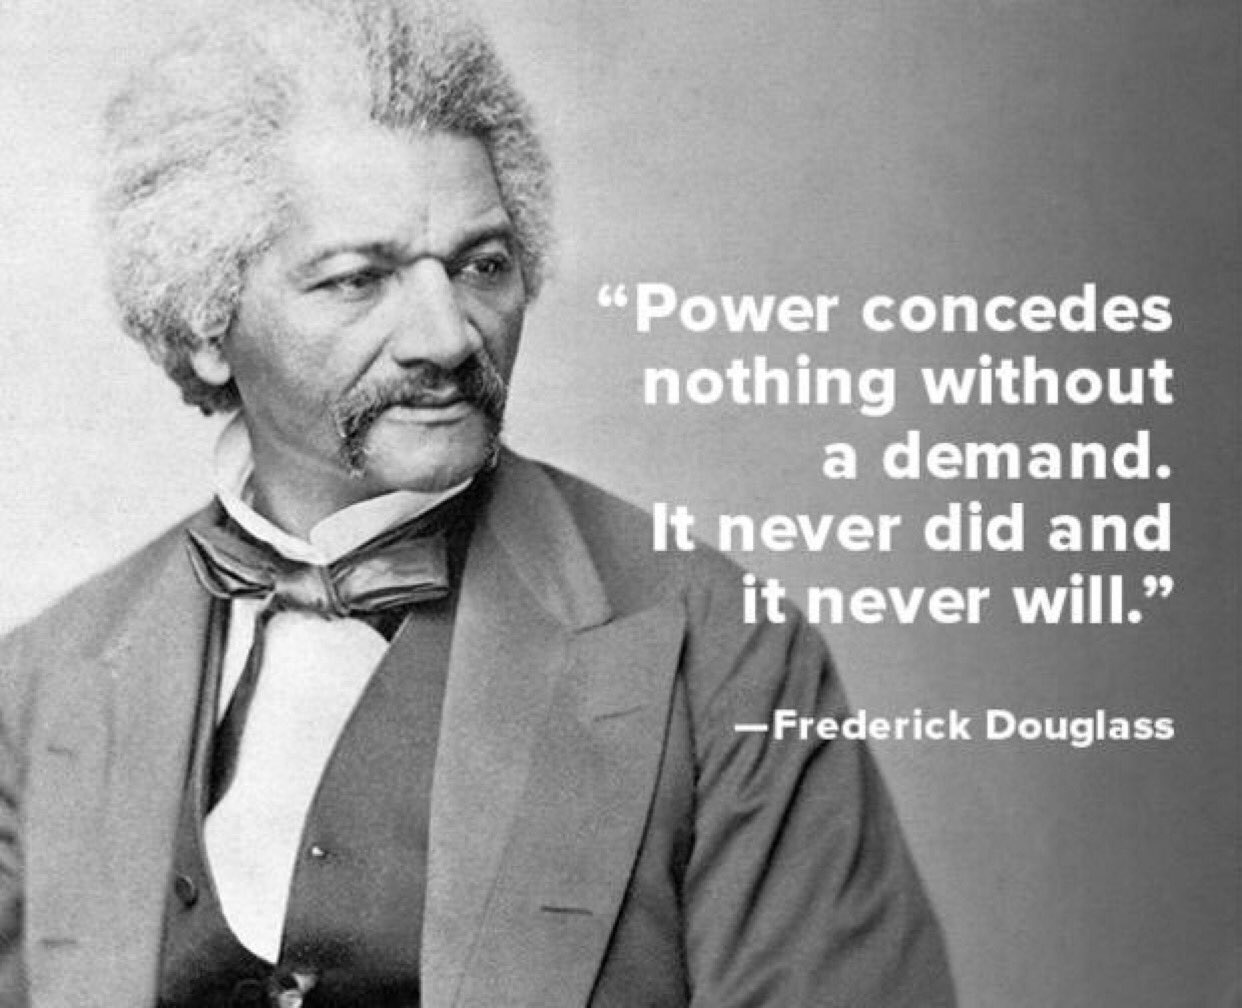 “Power concedes
nothing without
a demand.
It never did and
it never will.”
—Frederick Douglass